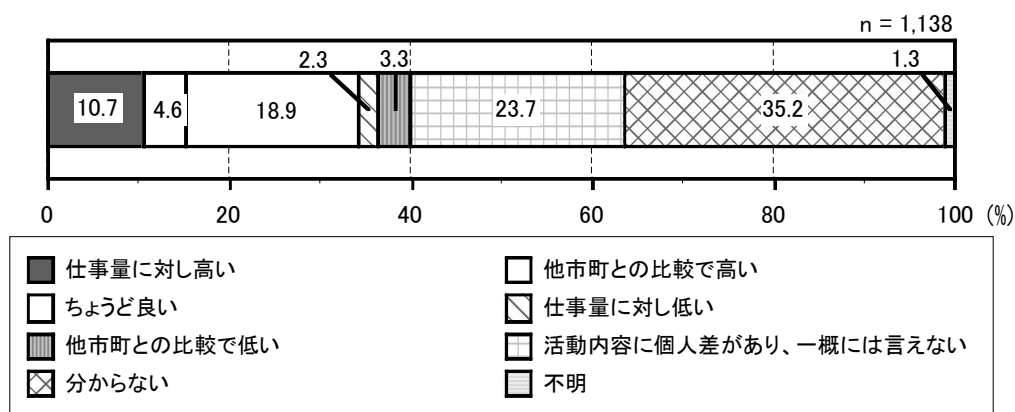 n = 1,138
2.3 3.3 1.3
10.7 4.6 18.9 23.7 35.2
0 20 40 60 80 100 (%)
仕事量に対し高い 他市町との比較で高い
ちょうど良い 仕事量に対し低い
他市町との比較で低い 活動内容に個人差があり、一概には言えない
分からない 不明